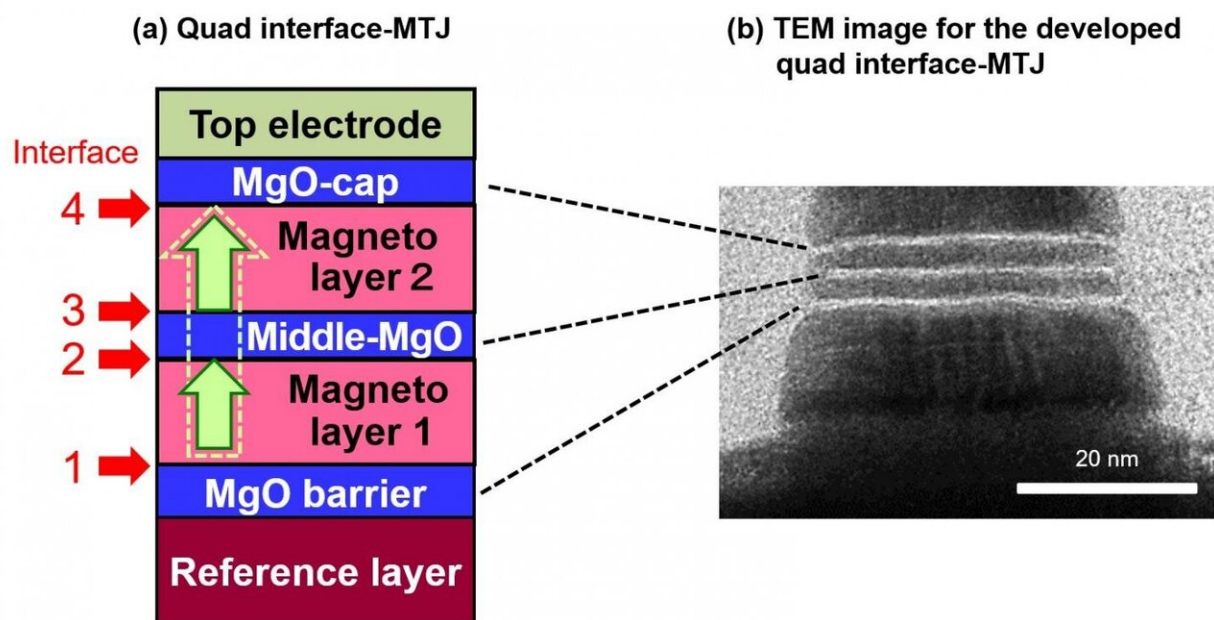 (a) Quad interface-MTJ
(b) TEM image for the developed
quad interface-MTJ
Top electrode
Interface
MgO-cap
4
Magneto
layer 2
3
Middle-MgO
2
Magneto
layer 1
1
MgO barrier
Reference layer
20 nm